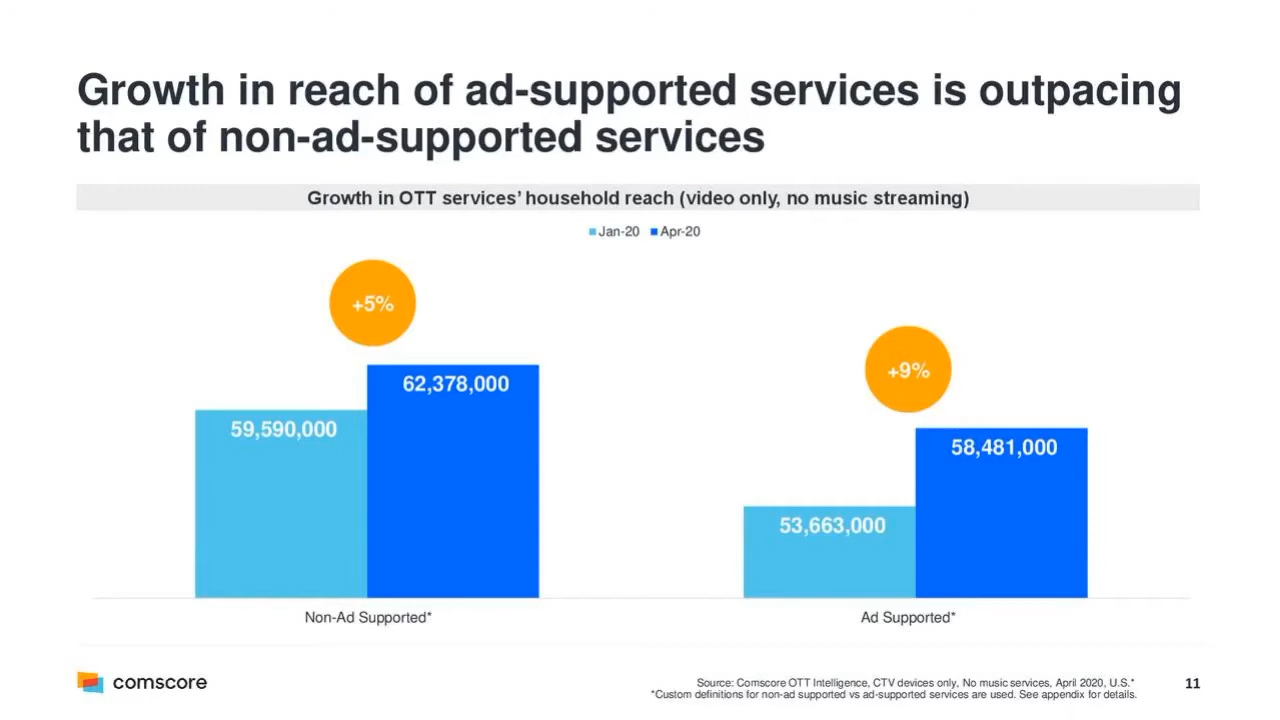 Growth in reach of ad-supported services is outpacing
that of non-ad-supported services
Growth in OTT services’ household reach (video only, no music streaming)
Jan-20 Apr-20
+5%
+9%
62,378,000
59,590,000
58,481,000
53,663,000
Non-Ad Supported* Ad Supported*
comscore
Source: Comscore OTT Intelligence, CTV devices only, No music services, April 2020, U.S.*
*Custom definitions for non-ad supported vs ad-supported services are used. See appendix for details.
11